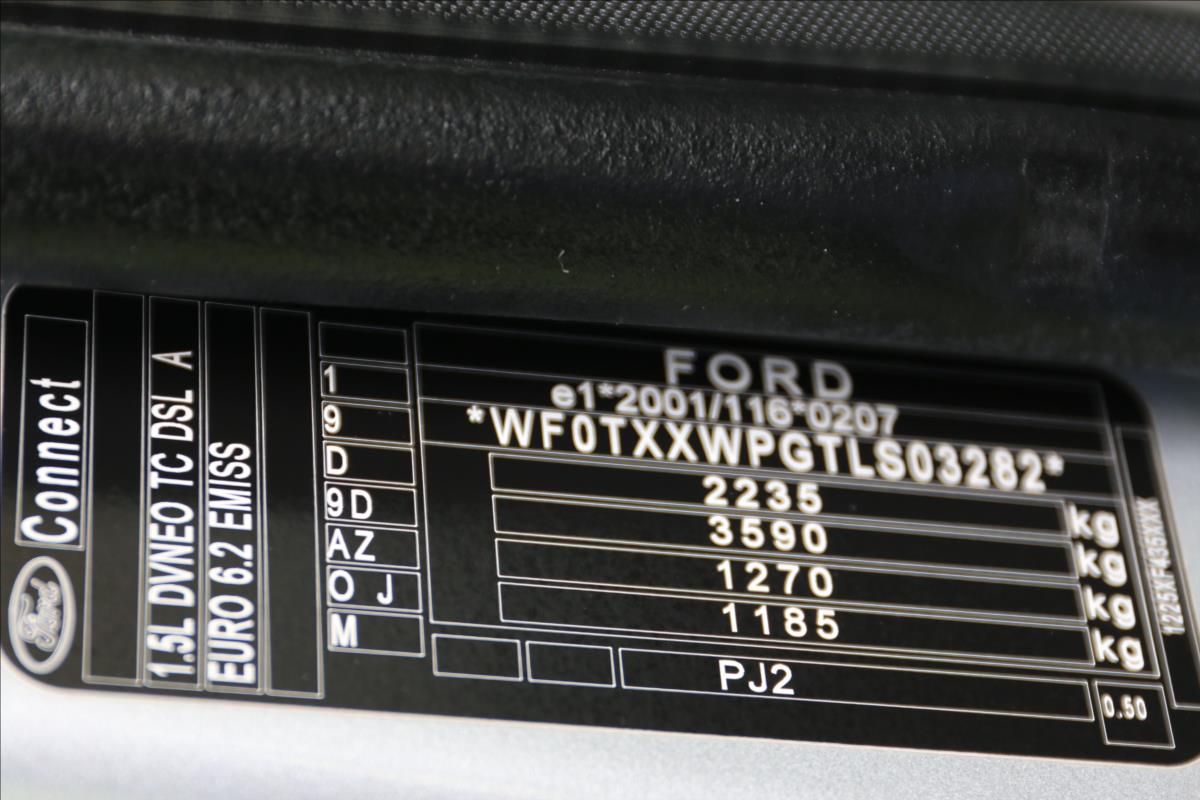 Connect
Ford
1.5L DVNEO TC DSL A
EURO 6.2 EMISS
1
9
D
9D
AZ
O J
M
FORD
e1*2001/116*0207
*WF0TXXWPGTLS03282*
2235 kg
3590 kg
1270 kg
1185 kg
PJ2
0.50